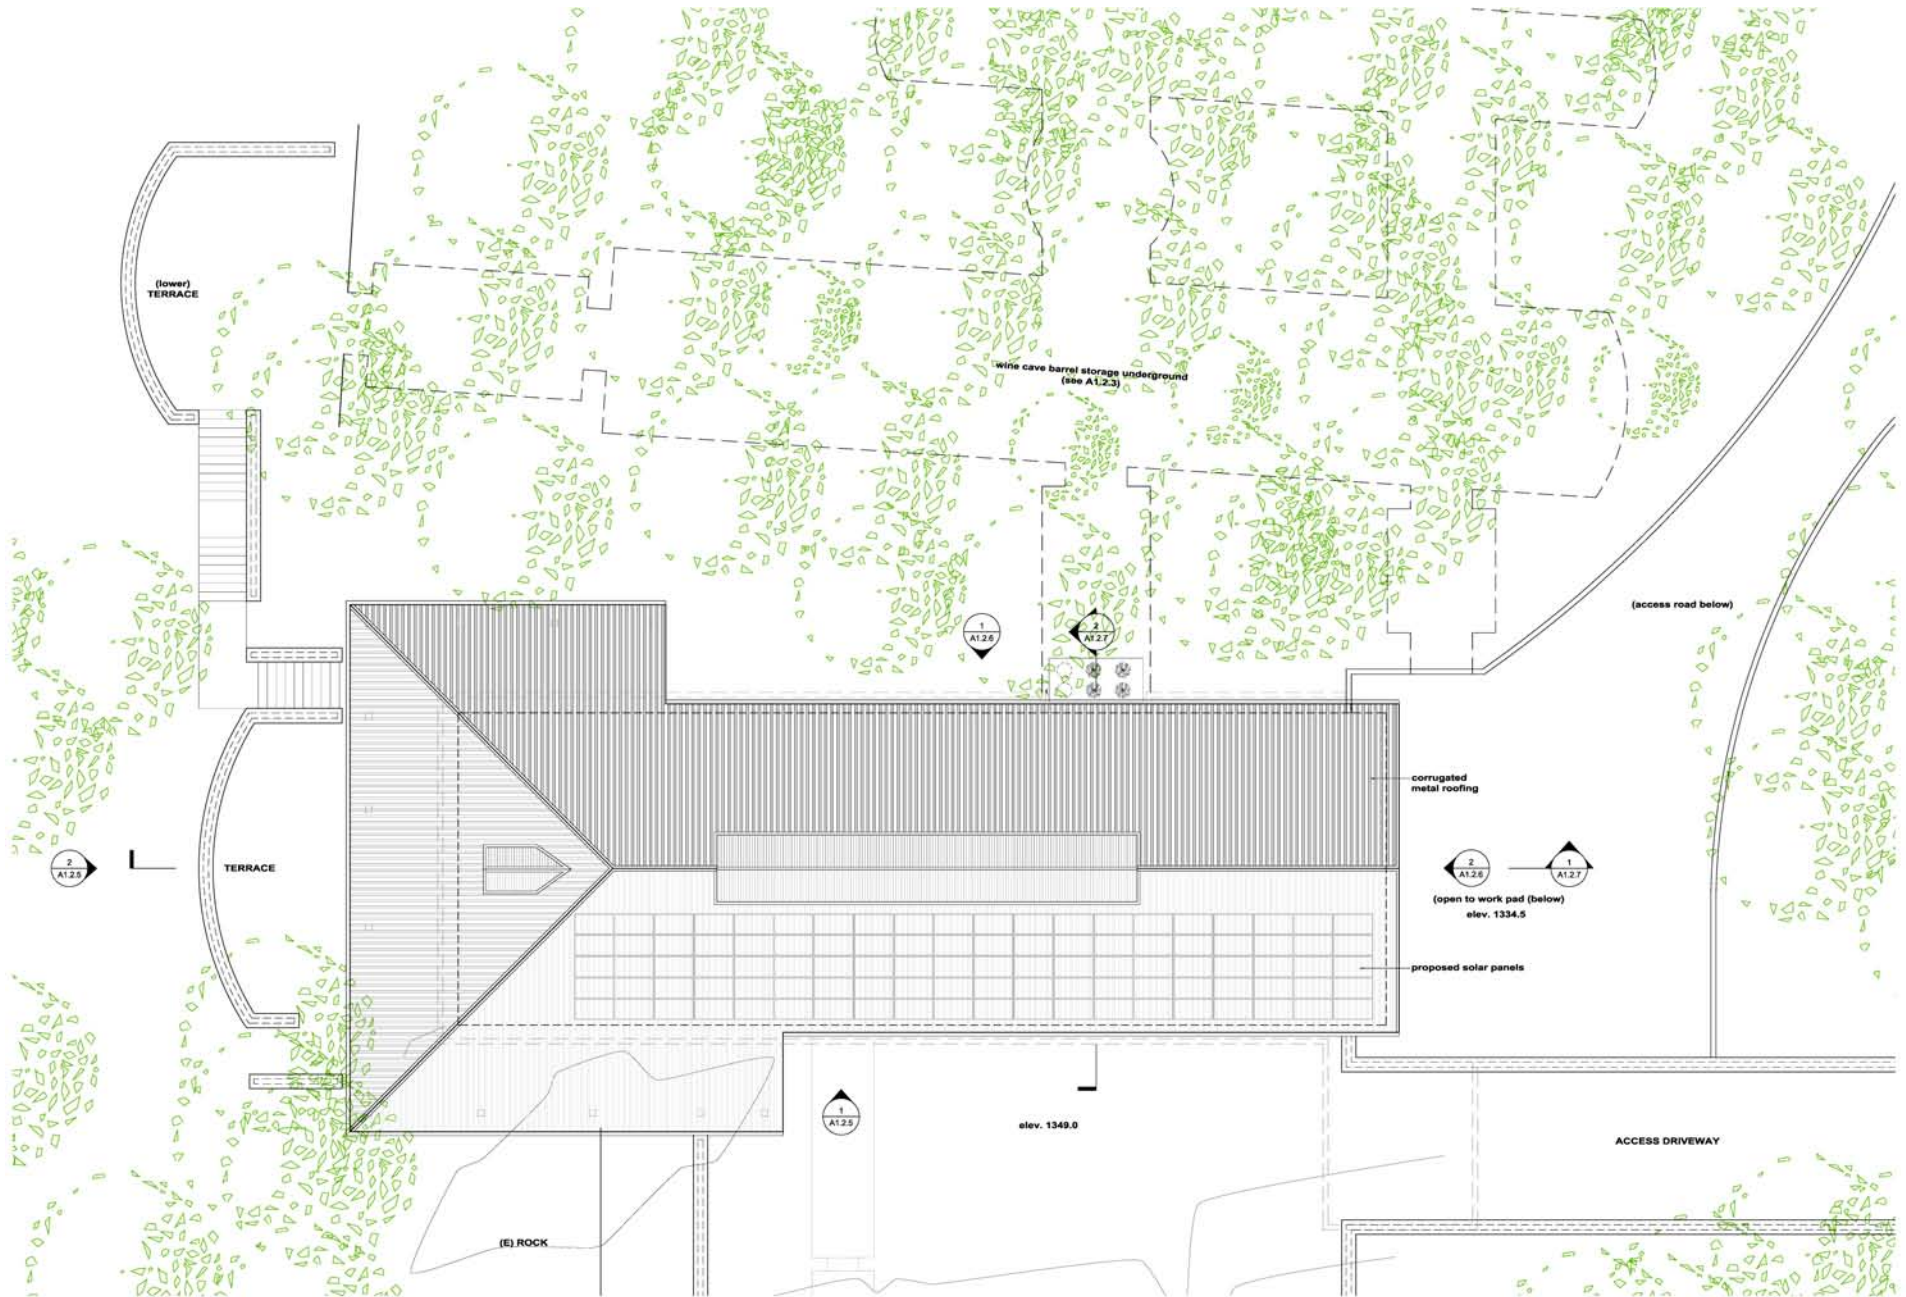 (lower)
TERRACE
wine cave barrel storage underground
(see A1.2.3)
(access road below)
1
A1.2.6
2
A1.2.7
corrugated
metal roofing
2
A1.2.5
TERRACE
2
A1.2.6
1
A1.2.7
(open to work pad (below)
elev. 1334.5
proposed solar panels
1
A1.2.5
elev. 1349.0
ACCESS DRIVEWAY
(E) ROCK